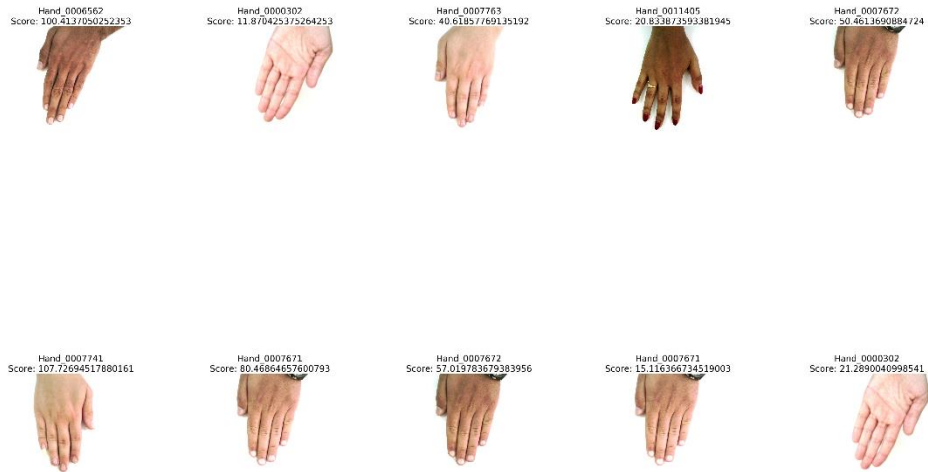 Hand_0006562
Score: 100.4137050252353
Hand_0000302
Score: 11.870425375264253
Hand_0007763
Score: 40.61857769135192
Hand_0011405
Score: 20.833873593381945
Hand_0007672
Score: 50.4613690884724
Hand_0007741
Score: 107.72694517880161
Hand_0007671
Score: 80.46864657600793
Hand_0007672
Score: 57.019783679383956
Hand_0007671
Score: 15.116366734519003
Hand_0000302
Score: 21.2890040998541